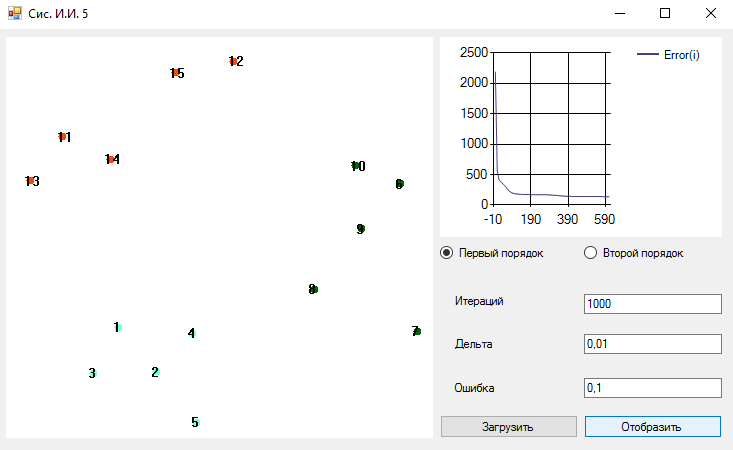 Сис. И.И. 5
12
15
11
14
13
10
6
9
8
7
1
4
3
2
5
2500
2000
1500
1000
500
0
-10 190 390 590
Error(i)
Первый порядок Второй порядок
Итераций 1000
Дельта 0,01
Ошибка 0,1
Загрузить Отобразить